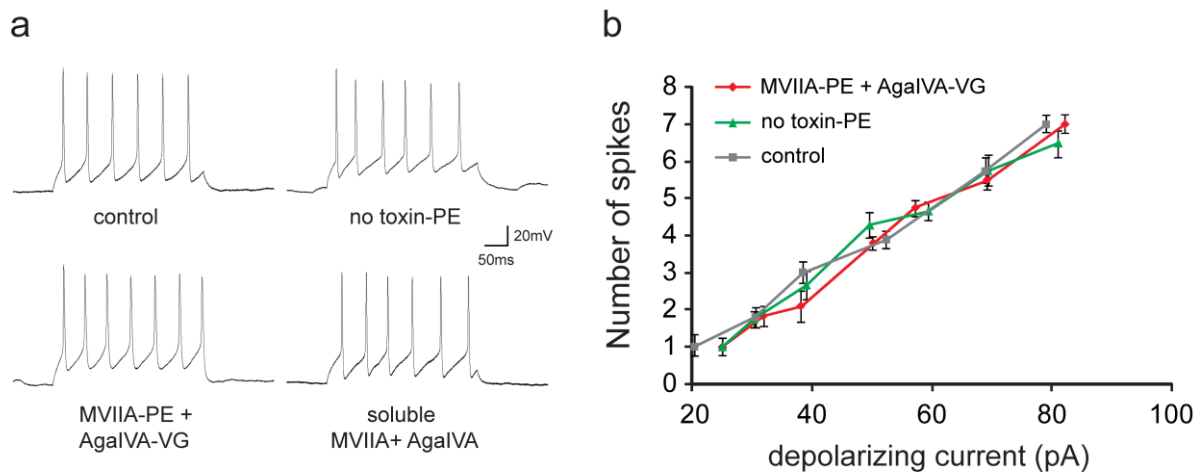 a
control
no toxin-PE
20mV
50ms
MVIIA-PE +
AgaIVA-VG
soluble
MVIIA+ AgaIVA
b
MVIIA-PE + AgaIVA-VG
no toxin-PE
control
Number of spikes
8
7
6
5
4
3
2
1
0
20
40
60
80
100
depolarizing current (pA)